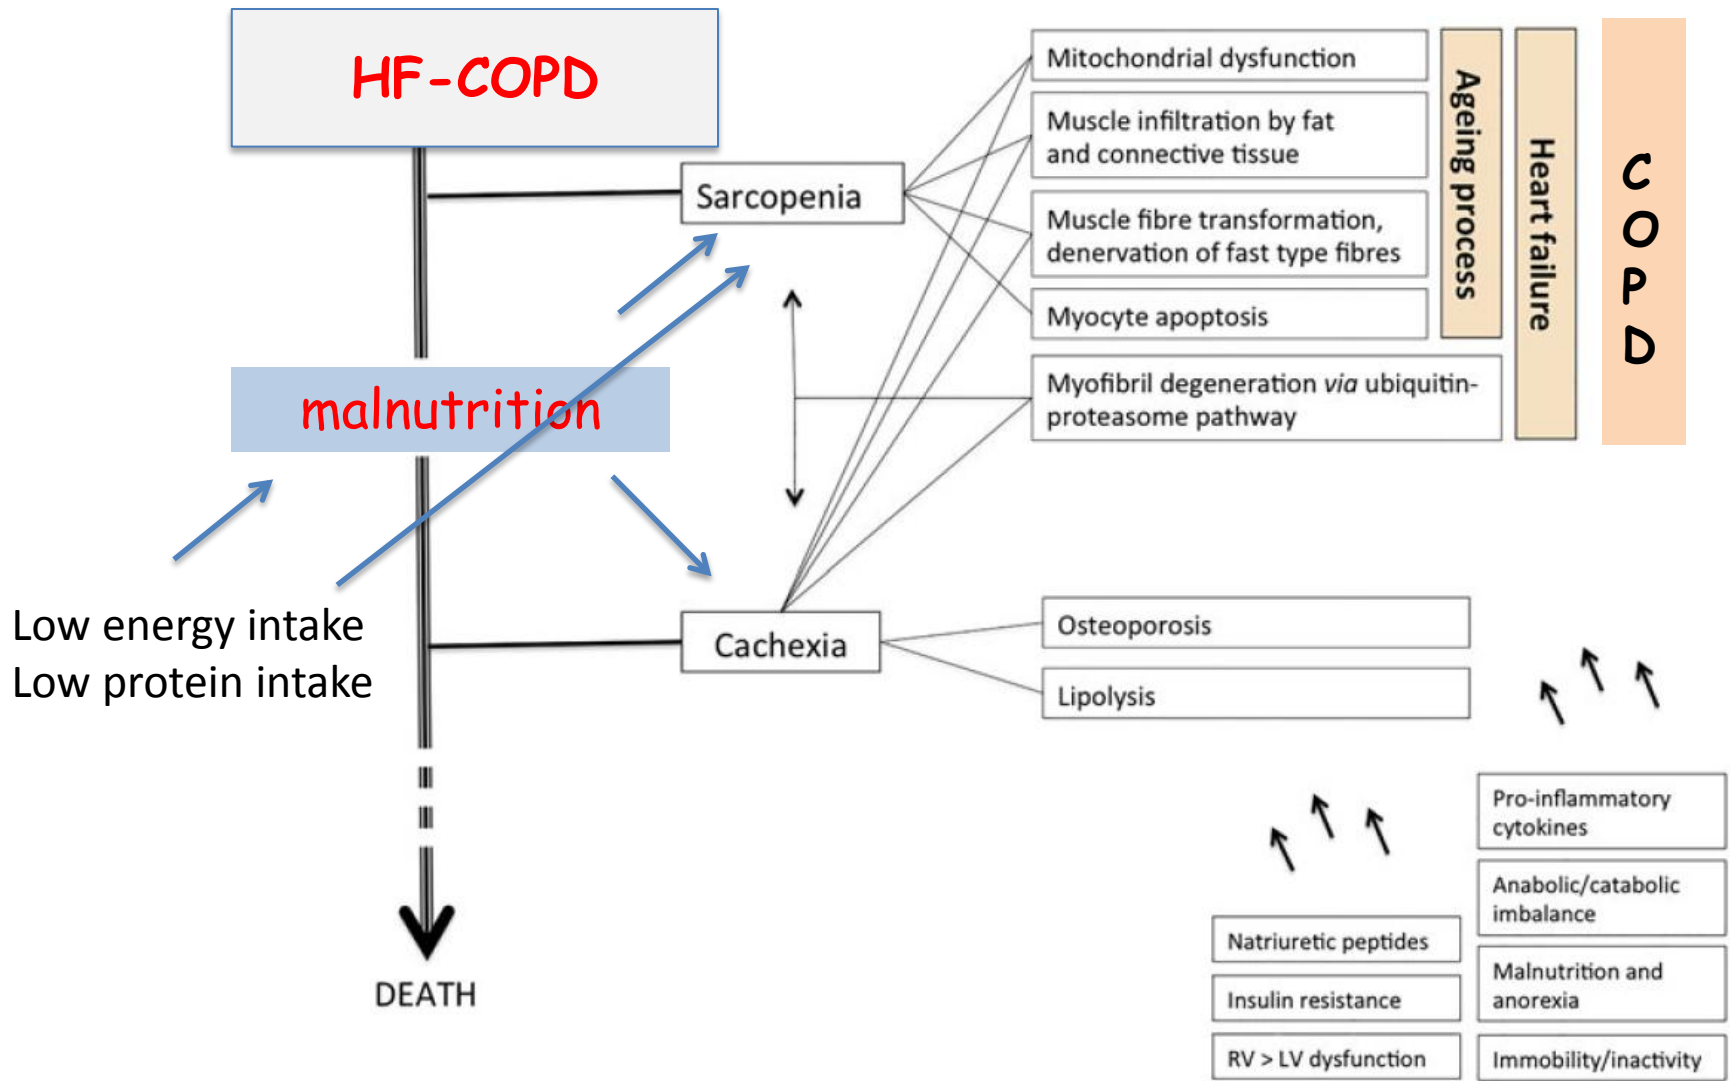 HF-COPD
Sarcopenia
malnutrition
Low energy intake
Low protein intake
Cachexia
DEATH
Mitochondrial dysfunction
Muscle infiltration by fat
and connective tissue
Muscle fibre transformation,
denervation of fast type fibres
Myocyte apoptosis
Myofibril degeneration via ubiquitin-
proteasome pathway
Ageing process
Heart failure
C
O
P
D
Osteoporosis
Lipolysis
Natriuretic peptides
Insulin resistance
RV > LV dysfunction
Pro-inflammatory
cytokines
Anabolic/catabolic
imbalance
Malnutrition and
anorexia
Immobility/inactivity